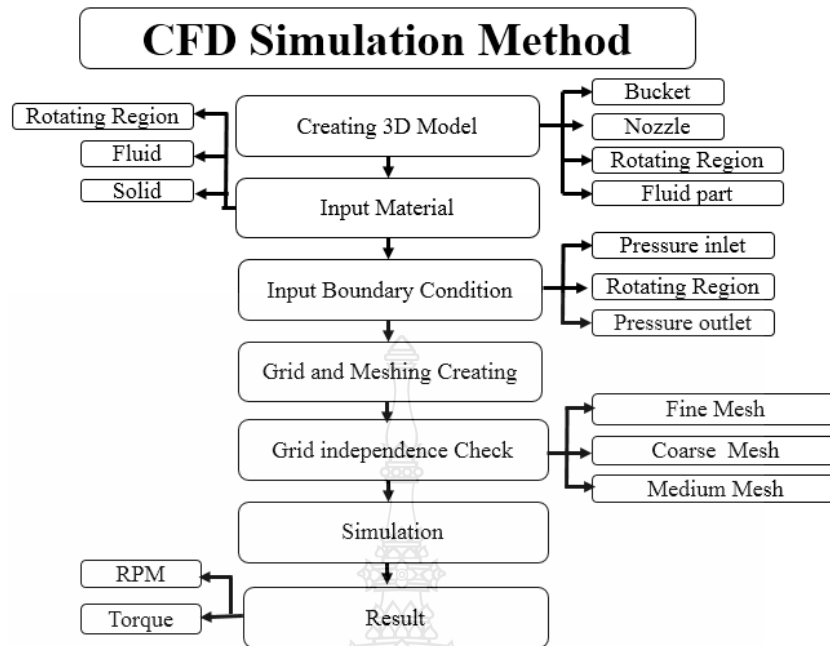 CFD Simulation Method
Creating 3D Model
Bucket
Nozzle
Rotating Region
Fluid part
Rotating Region
Fluid
Solid
Input Material
Input Boundary Condition
Pressure inlet
Rotating Region
Pressure outlet
Grid and Meshing Creating
Grid independence Check
Fine Mesh
Coarse Mesh
Medium Mesh
Simulation
RPM
Torque
Result